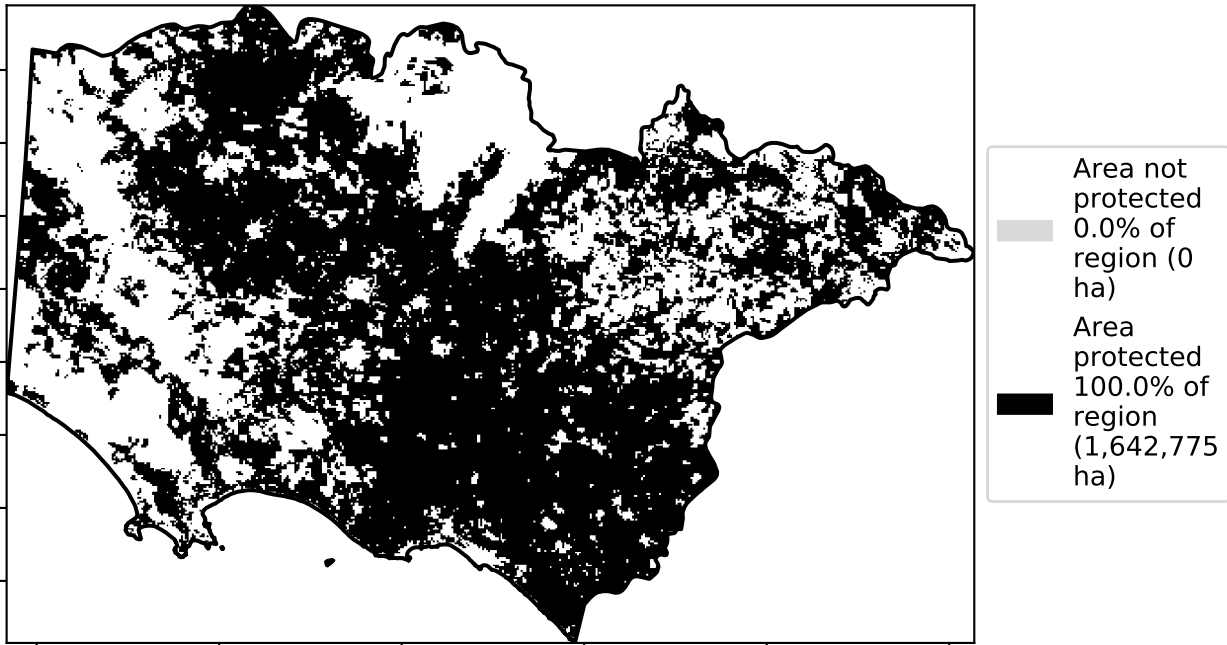 Area not
protected
0.0% of
region (0
ha)
Area
protected
100.0% of
region
(1,642,775
ha)